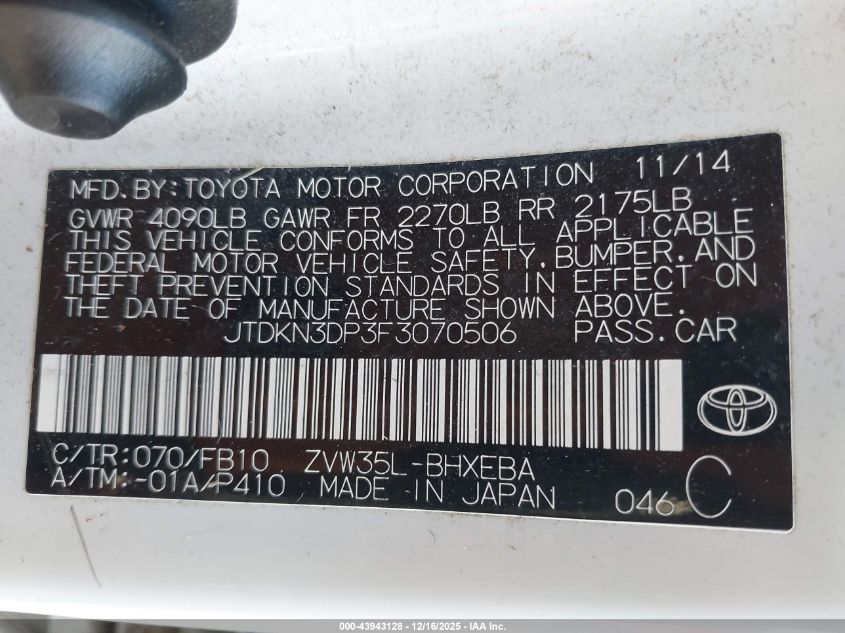 MFD.BY:TOYOTA MOTOR CORPORATION 11/14
GVWR 4090LB GAWR FR 2270LB RR 2175LB
THIS VEHICLE CONFORMS TO ALL APPLICABLE
FEDERAL MOTOR VEHICLE SAFETY.BUMPER.AND
THEFT PREVENTION STANDARDS IN EFFECT ON
THE DATE OF MANUFACTURE SHOWN ABOVE.
JTDKN3DP3F3070506 PASS.CAR
C/TR:070/FB10 ZVW35L-BHXEBA
A/TM:-01A/P410 MADE IN JAPAN 046 C
000-43943128 - 12/16/2025 - IAA Inc.